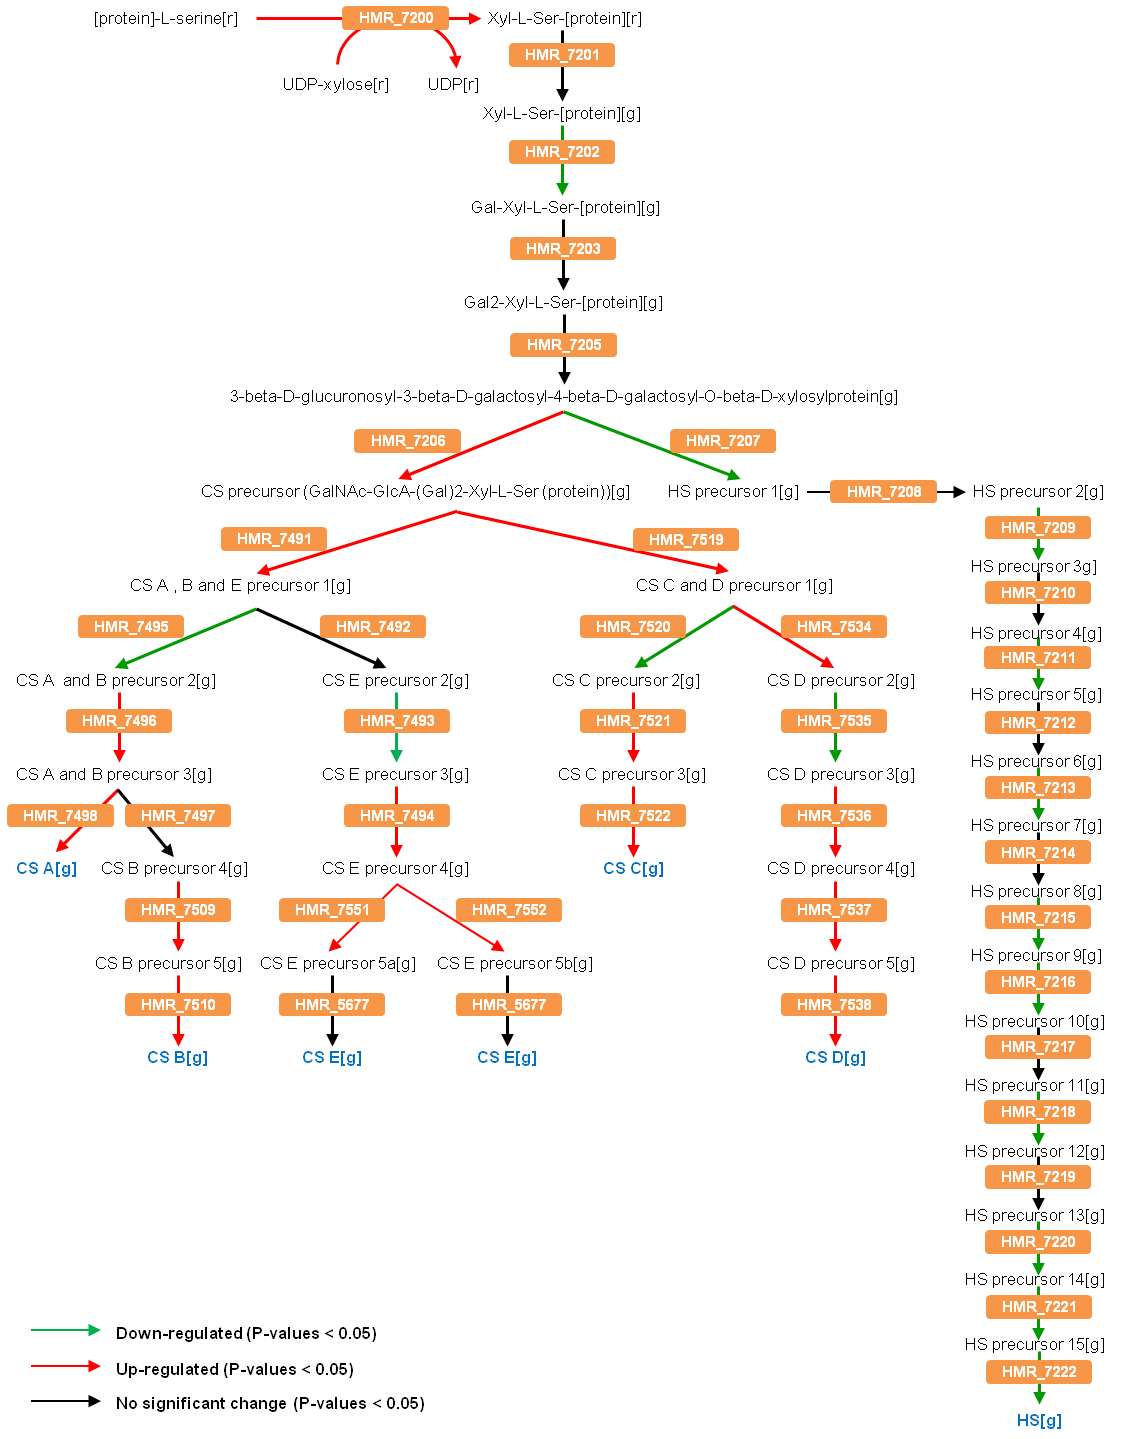 [protein]-L-serine[r]
HMR_7200
Xyl-L-Ser-[protein][r]
HMR_7201
UDP-xylose[r]
UDP[r]
Xyl-L-Ser-[protein][g]
HMR_7202
Gal-Xyl-L-Ser-[protein][g]
HMR_7203
Gal2-Xyl-L-Ser-[protein][g]
HMR_7205
3-beta-D-glucuronosyl-3-beta-D-galactosyl-4-beta-D-galactosyl-O-beta-D-xylosylprotein[g]
HMR_7206
HMR_7207
CS precursor (GalNAc-GlcA-(Gal)2-Xyl-L-Ser (protein))[g]
HS precursor 1[g]
HMR_7208
HS precursor 2[g]
HMR_7491
HMR_7519
HMR_7209
HS precursor 3g]
CS A , B and E precursor 1[g]
CS C and D precursor 1[g]
HMR_7210
HMR_7495
HMR_7492
HMR_7520
HMR_7534
HS precursor 4[g]
HMR_7211
CS A  and B precursor 2[g]
CS E precursor 2[g]
CS C precursor 2[g]
CS D precursor 2[g]
HS precursor 5[g]
HMR_7496
HMR_7493
HMR_7521
HMR_7535
HMR_7212
HS precursor 6[g]
CS A and B precursor 3[g]
CS E precursor 3[g]
CS C precursor 3[g]
CS D precursor 3[g]
HMR_7213
HMR_7498
HMR_7497
HMR_7494
HMR_7522
HMR_7536
HS precursor 7[g]
HMR_7214
CS A[g]
CS B precursor 4[g]
CS E precursor 4[g]
CS C[g]
CS D precursor 4[g]
HS precursor 8[g]
HMR_7509
HMR_7551
HMR_7552
HMR_7537
HMR_7215
HS precursor 9[g]
CS B precursor 5[g]
CS E precursor 5a[g]
CS E precursor 5b[g]
CS D precursor 5[g]
HMR_7216
HMR_7510
HMR_5677
HMR_5677
HMR_7538
HS precursor 10[g]
HMR_7217
CS B[g]
CS E[g]
CS E[g]
CS D[g]
HS precursor 11[g]
HMR_7218
HS precursor 12[g]
HMR_7219
HS precursor 13[g]
HMR_7220
HS precursor 14[g]
HMR_7221
HS precursor 15[g]
HMR_7222
HS[g]
Down-regulated (P-values < 0.05)
Up-regulated (P-values < 0.05)
No significant change (P-values < 0.05)